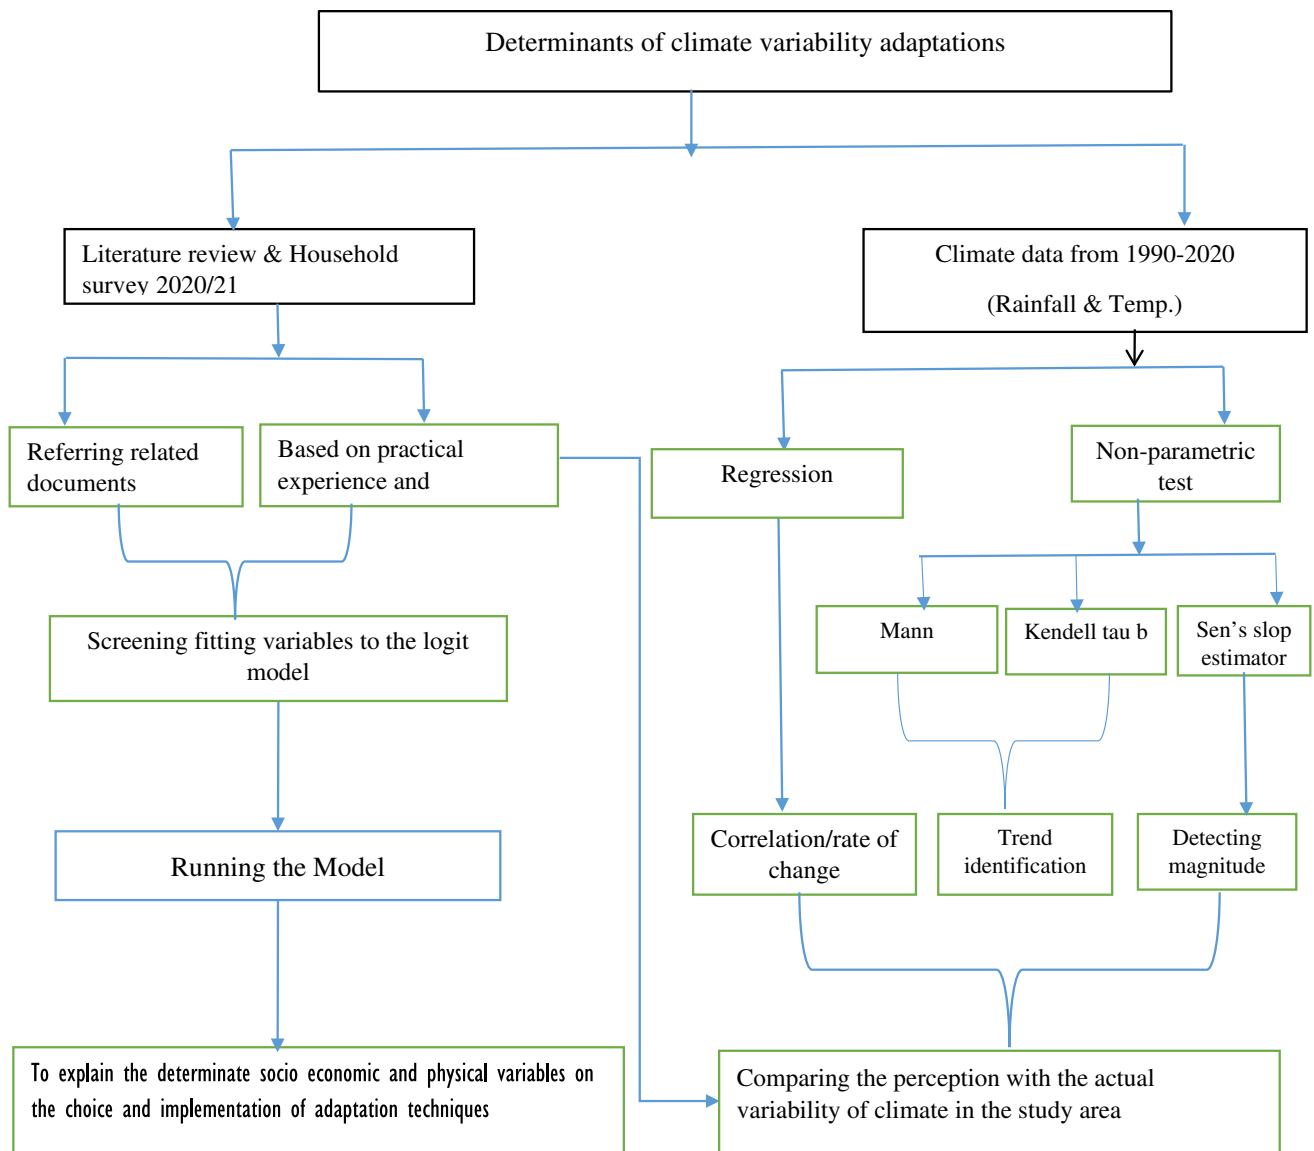 Determinants of climate variability adaptations
Literature review & Household
survey 2020/21
Climate data from 1990-2020
(Rainfall & Temp.)
Referring related
documents
Based on practical
experience and
Regression
Non-parametric
test
Mann
Kendell tau b
Sen’s slop
estimator
Screening fitting variables to the logit
model
Running the Model
Correlation/rate of
change
Trend
identification
Detecting
magnitude
To explain the determinate socio economic and physical variables on
the choice and implementation of adaptation techniques
Comparing the perception with the actual
variability of climate in the study area